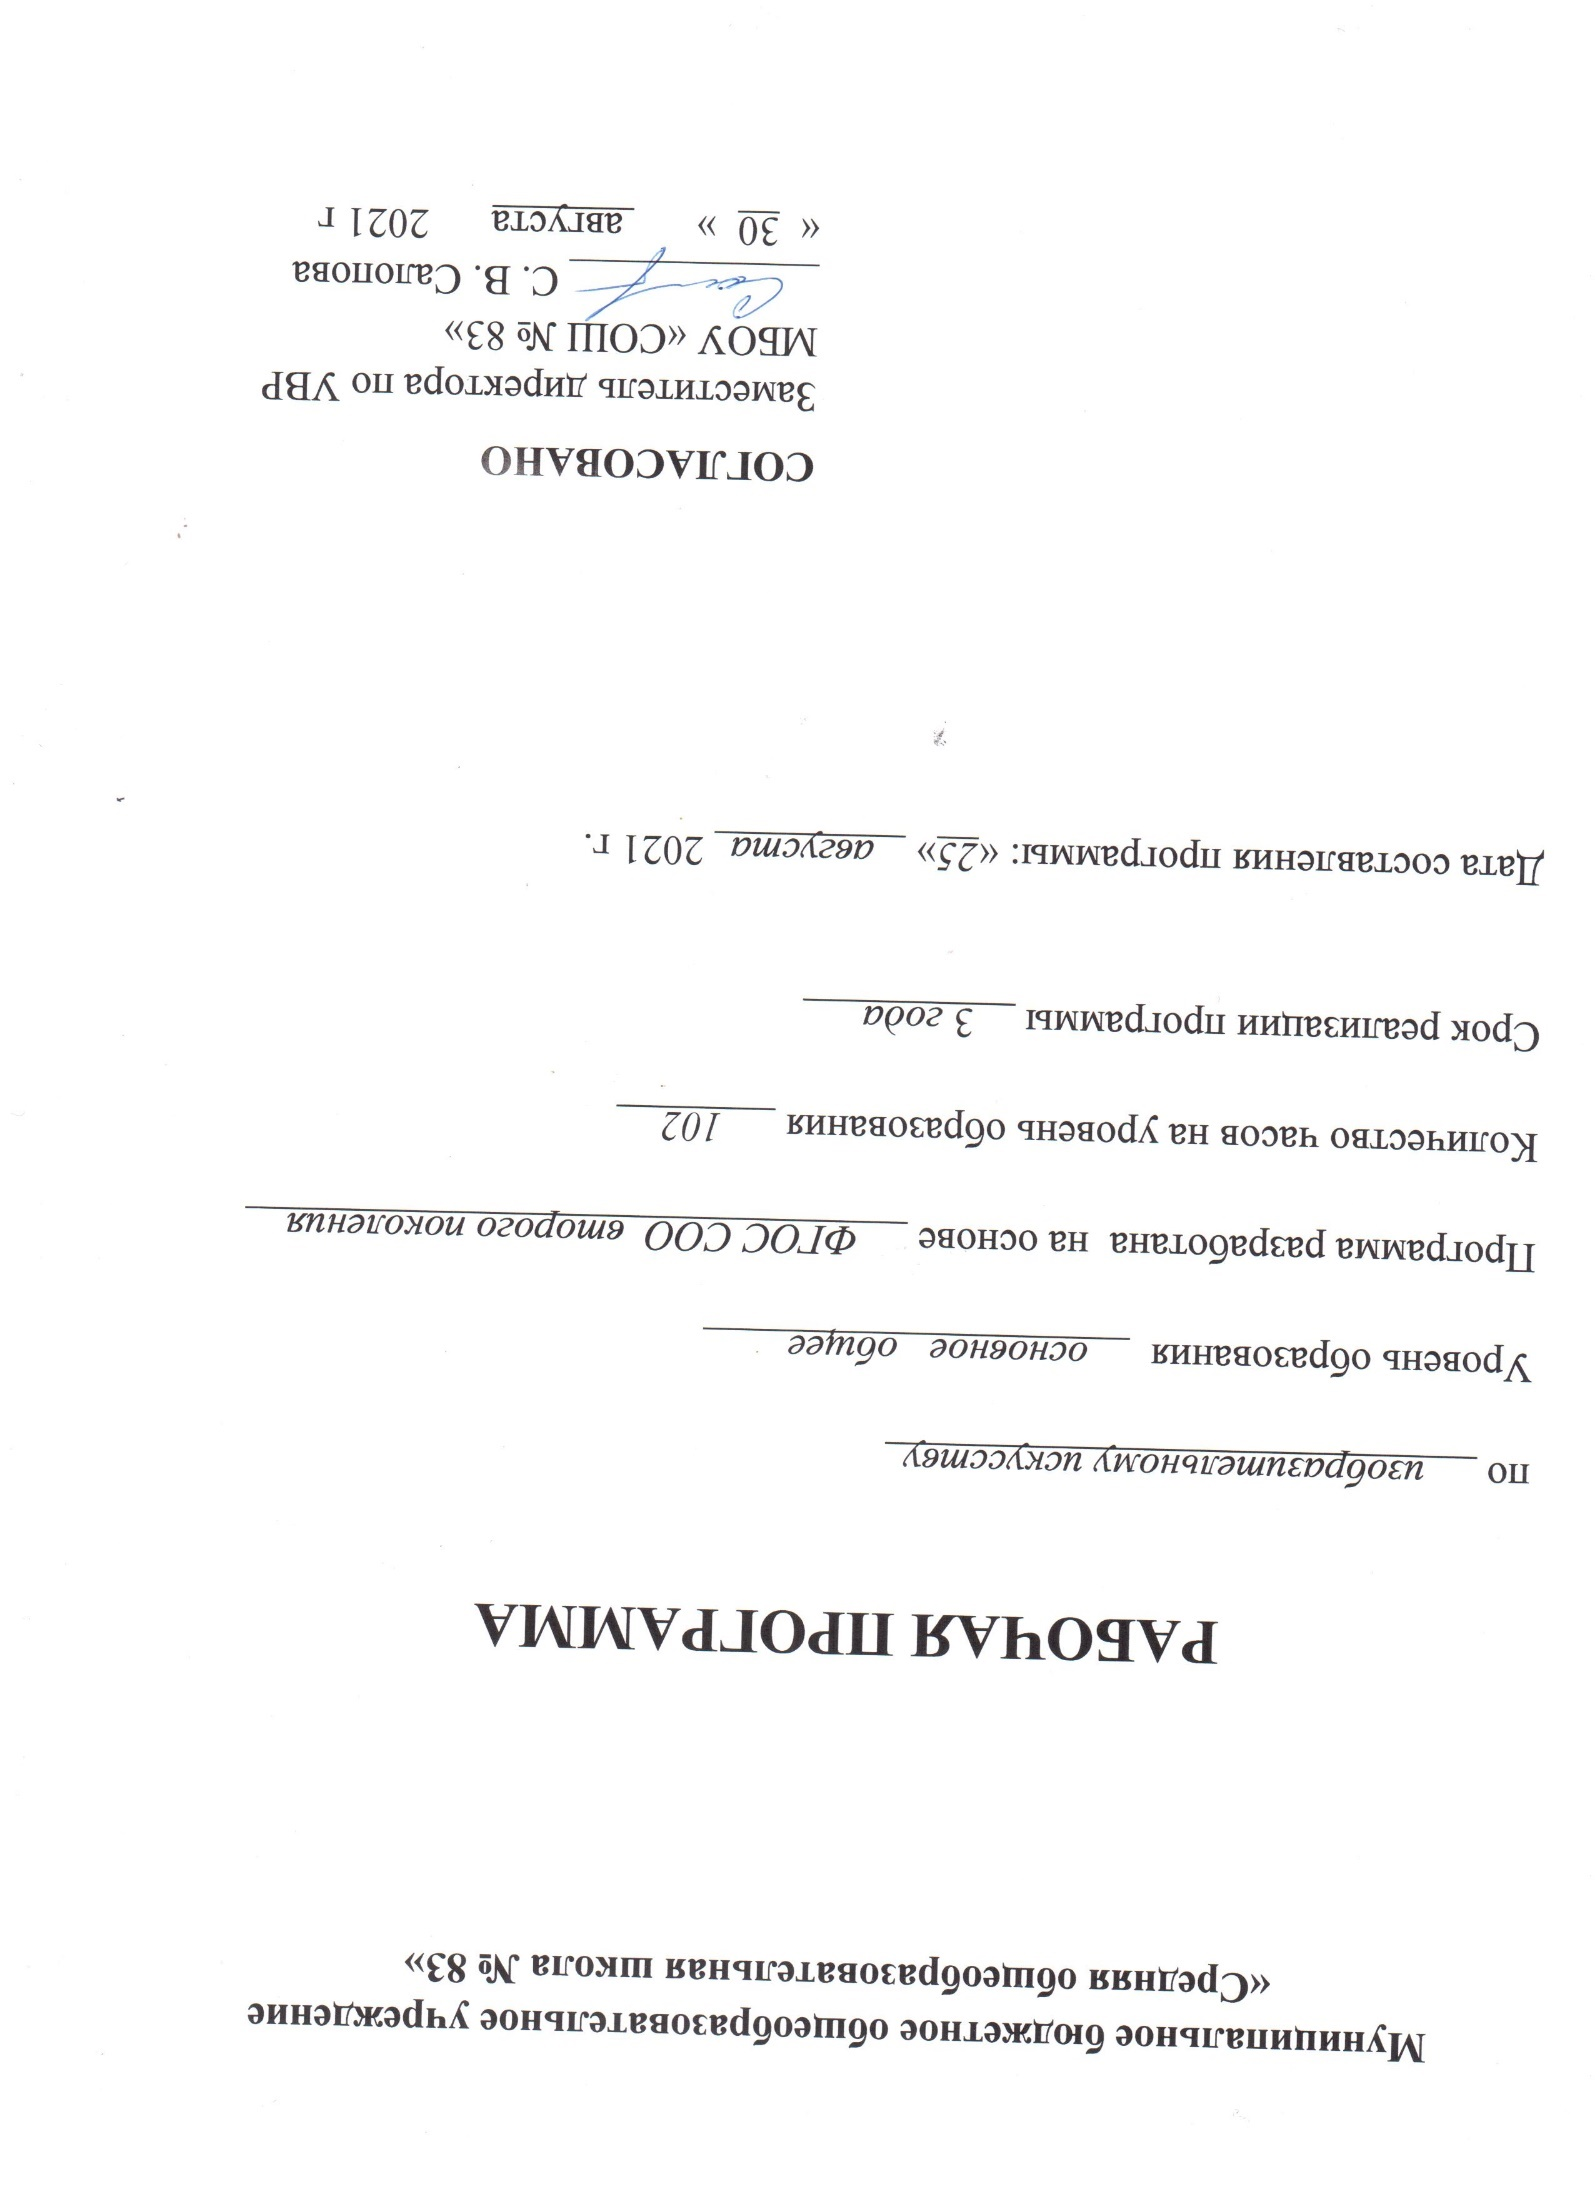 Муниципальное бюджетное общеобразовательное учреждение
«Средняя общеобразовательная школа № 83»
РАБОЧАЯ ПРОГРАММА
по изобразительному искусству
Уровень образования основное общее
Программа разработана на основе ФГОС СОО второго поколения
Количество часов на уровень образования 102
Срок реализации программы 3 года
Дата составления программы: «25» августа 2021 г.
СОГЛАСОВАНО
Заместитель директора по УВР
МБОУ «СОШ № 83»
С. В. Салопова
« 30 » августа 2021 г